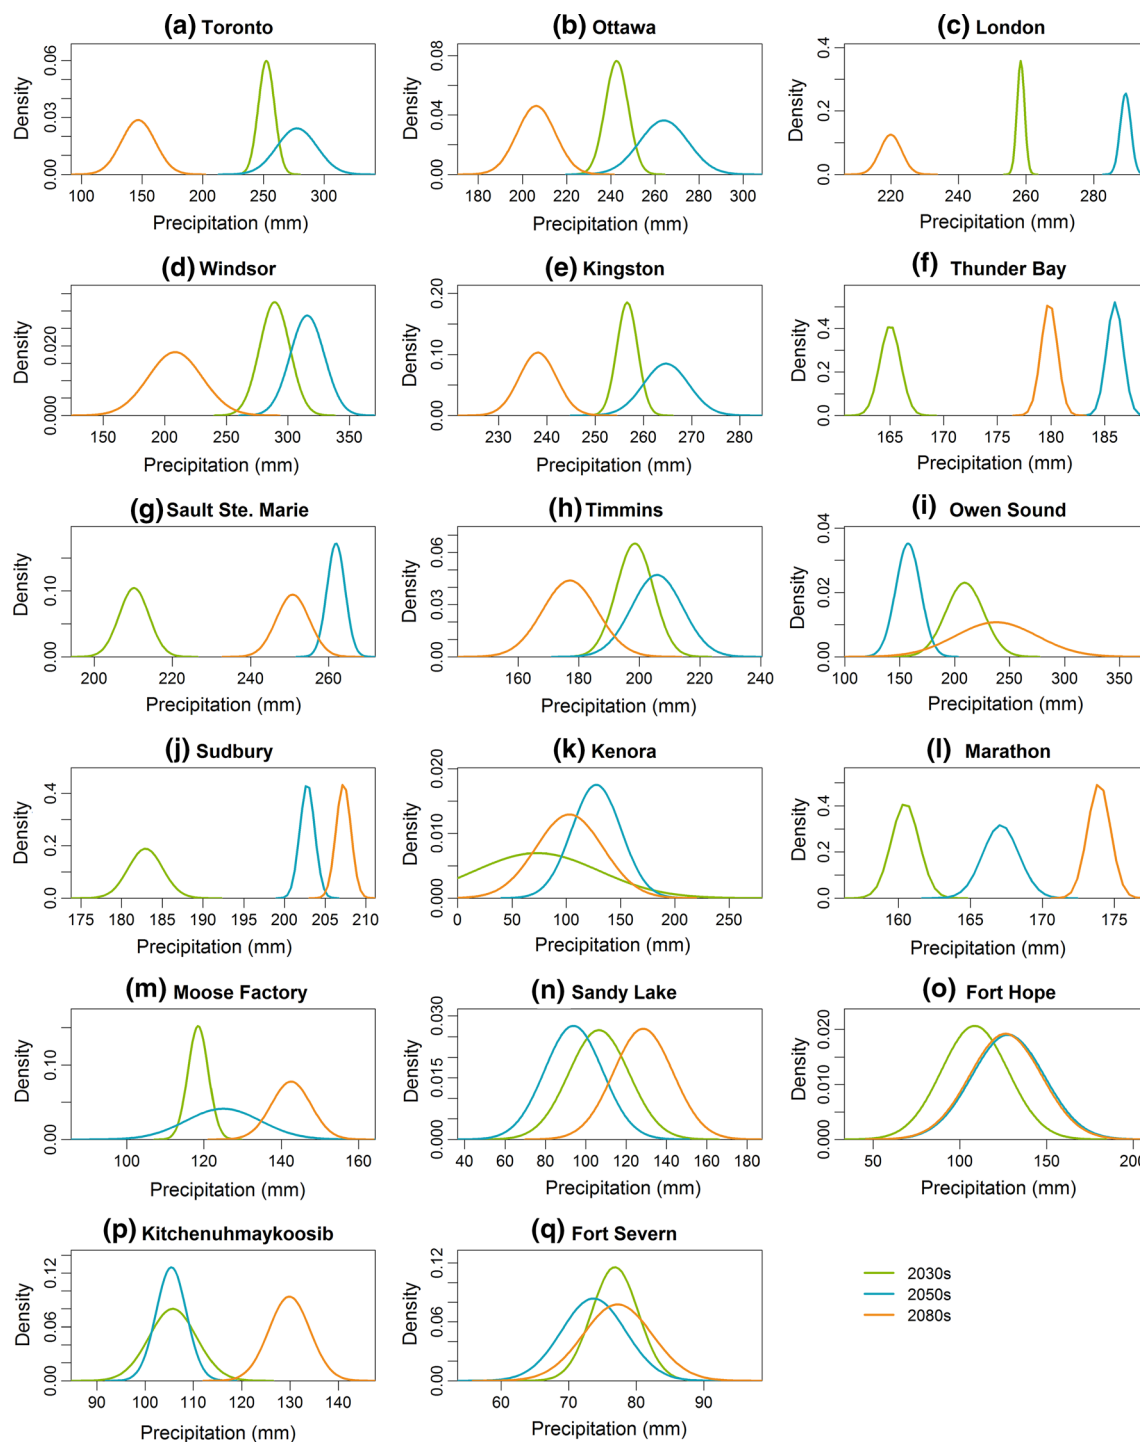 (a) Toronto
Density
0.00 0.03 0.06
100 150 200 250 300
Precipitation (mm)
(b) Ottawa
Density
0.00 0.04 0.08
180 200 220 240 260 280 300
Precipitation (mm)
(c) London
Density
0.0 0.2 0.4
220 240 260 280
Precipitation (mm)
(d) Windsor
Density
0.000 0.020
150 200 250 300 350
Precipitation (mm)
(e) Kingston
Density
0.00 0.10 0.20
230 240 250 260 270 280
Precipitation (mm)
(f) Thunder Bay
Density
0.0 0.2 0.4
165 170 175 180 185
Precipitation (mm)
(g) Sault Ste. Marie
Density
0.00 0.10
200 220 240 260
Precipitation (mm)
(h) Timmins
Density
0.00 0.03 0.06
160 180 200 220 240
Precipitation (mm)
(i) Owen Sound
Density
0.00 0.02 0.04
100 150 200 250 300 350
Precipitation (mm)
(j) Sudbury
Density
0.0 0.2 0.4
175 180 185 190 195 200 205 210
Precipitation (mm)
(k) Kenora
Density
0.000 0.010 0.020
0 50 100 150 200 250
Precipitation (mm)
(l) Marathon
Density
0.0 0.2 0.4
160 165 170 175
Precipitation (mm)
(m) Moose Factory
Density
0.00 0.10
100 120 140 160
Precipitation (mm)
(n) Sandy Lake
Density
0.000 0.015 0.030
40 60 80 100 120 140 160 180
Precipitation (mm)
(o) Fort Hope
Density
0.000 0.010 0.020
50 100 150 200
Precipitation (mm)
(p) Kitchenuhmaykoosib
Density
0.00 0.06 0.12
90 100 110 120 130 140
Precipitation (mm)
(q) Fort Severn
Density
0.00 0.06 0.12
60 70 80 90
Precipitation (mm)
2030s
2050s
2080s